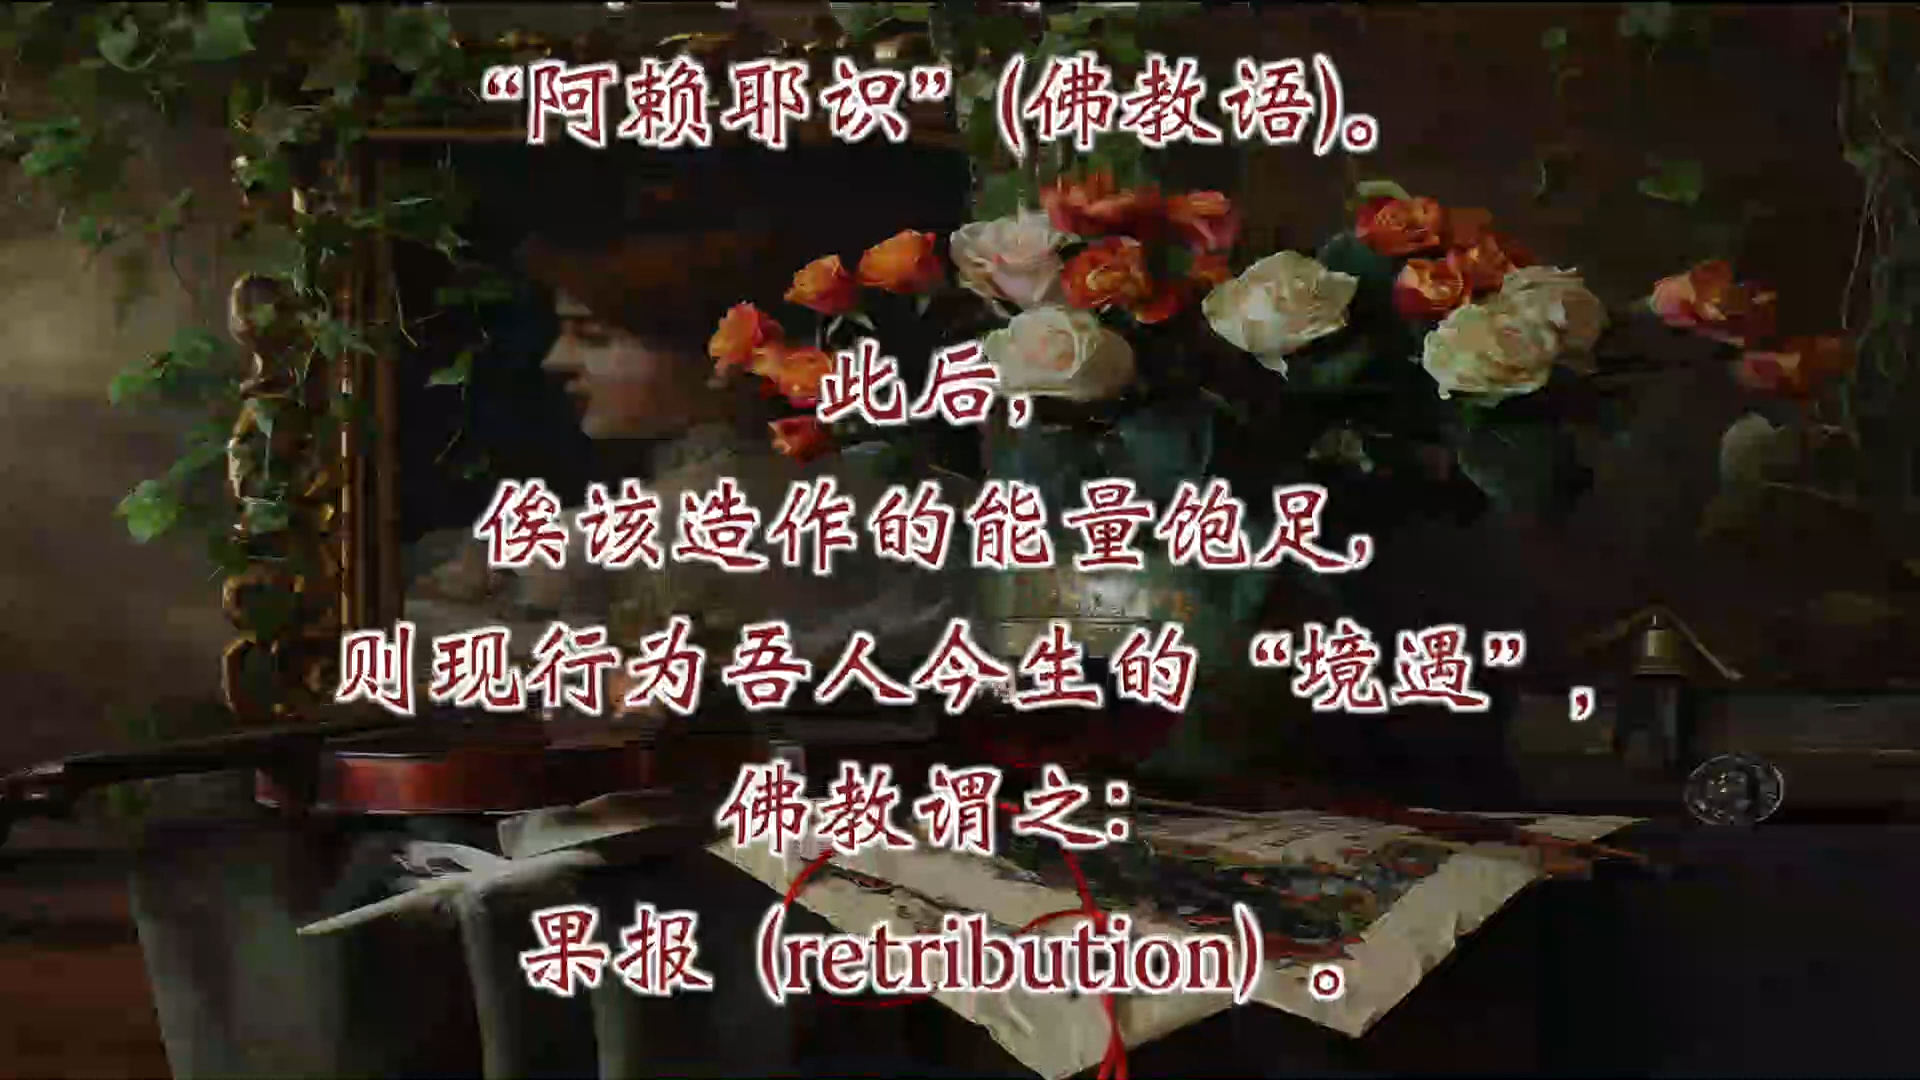 “阿赖耶识” (佛教语)。
此后,
俟该造作的能量饱足,
则现行为吾人今生的“境遇”,
佛教谓之:
果报 (retribution) 。